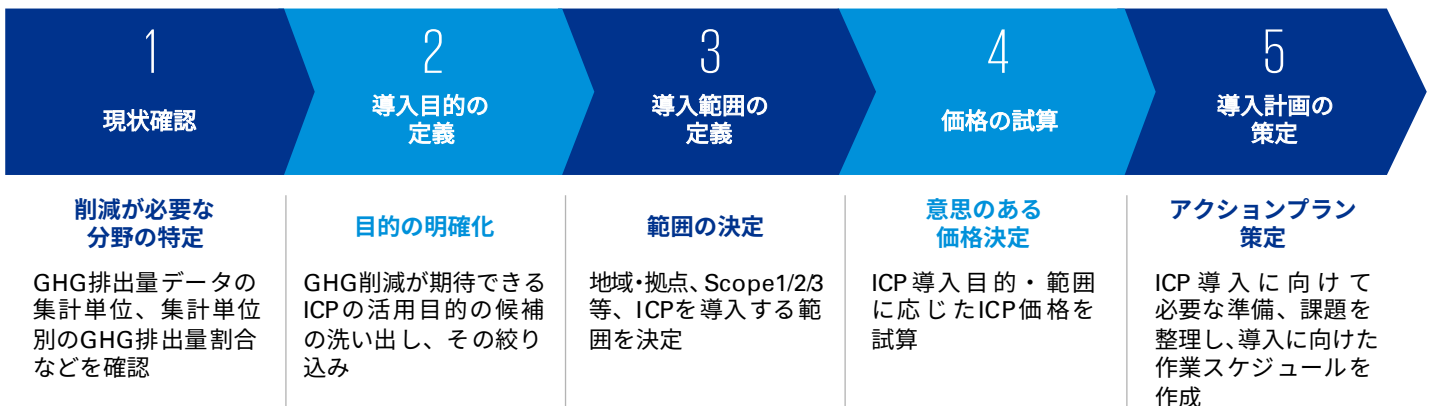 1
現状確認
2
導入目的の
定義
3
導入範囲の
定義
4
価格の試算
5
導入計画の
策定
削減が必要な
分野の特定
GHG排出量データの
集計単位、集計単位
別のGHG排出量割合
などを確認
目的の明確化
GHG削減が期待できる
ICPの活用目的の候補
の洗い出し、その絞り
込み
範囲の決定
地域・拠点、Scope1/2/3
等、ICPを導入する範
囲を決定
意思のある
価格決定
ICP導入目的・範囲
に応じたICP価格を
試算
アクションプラン
策定
ICP導入に向けて
必要な準備、課題を
整理し、導入に向けた
作業スケジュールを
作成